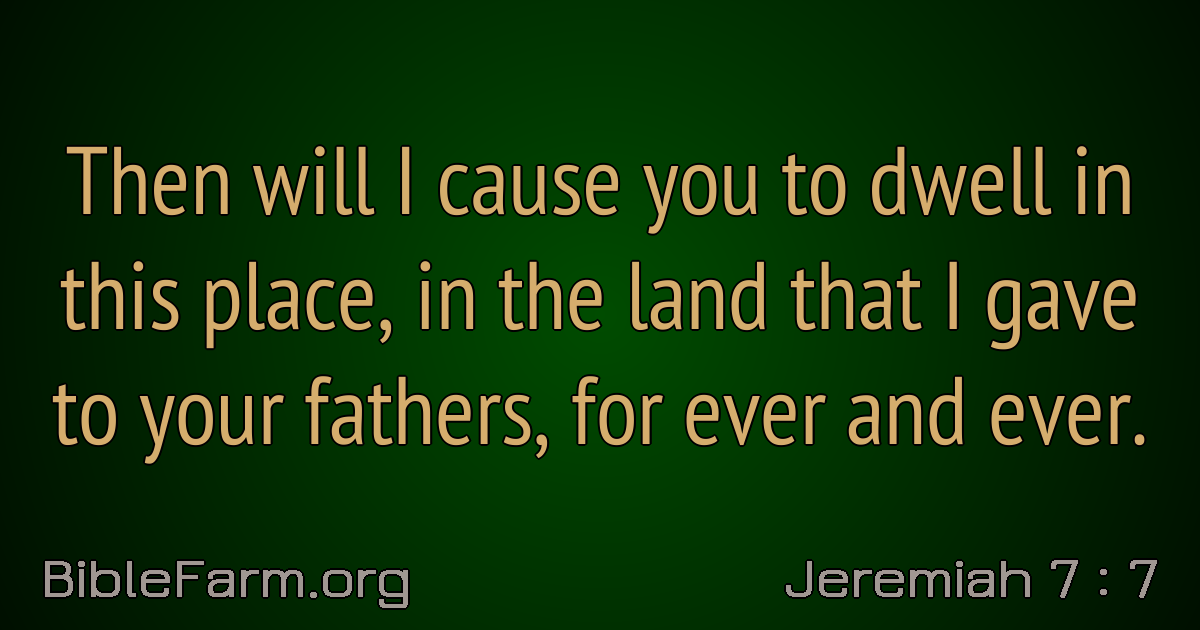 Then will I cause you to dwell in
this place, in the land that I gave
to your fathers, for ever and ever.
BibleFarm.org
Jeremiah 7 : 7